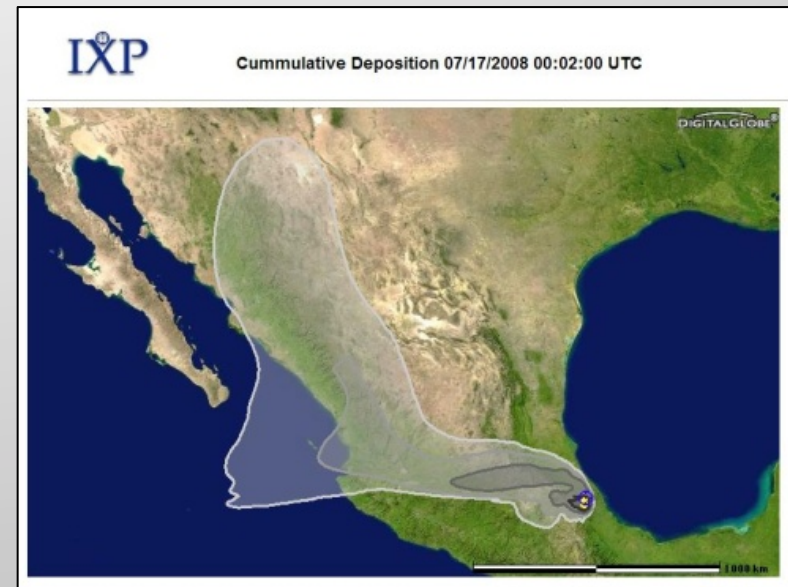 IXP
Cummulative Deposition 07/17/2008 00:02:00 UTC
DIGITALGLOBE®
1000 km